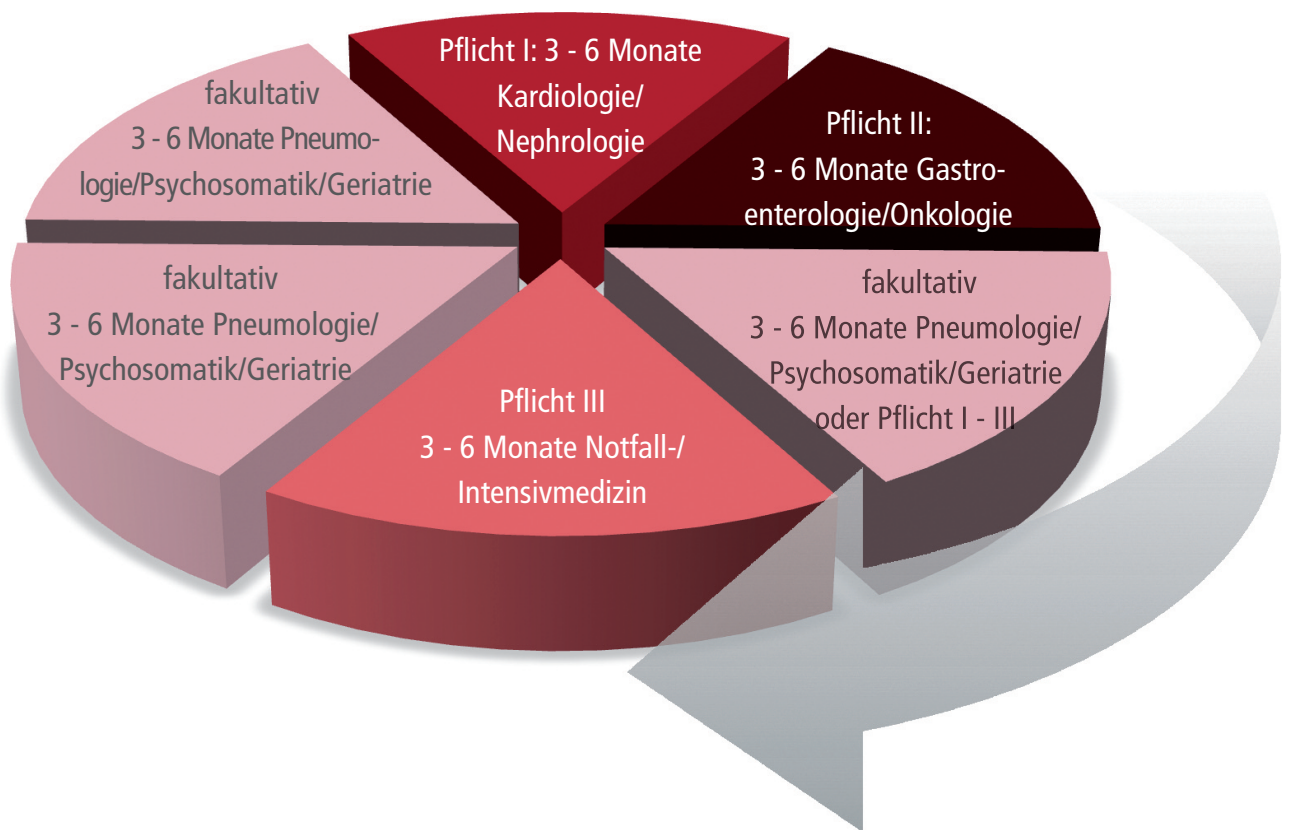 Pflicht I: 3 - 6 Monate
Kardiologie/
Nephrologie
Pflicht II:
3 - 6 Monate Gastro-
enterologie/Onkologie
fakultativ
3 - 6 Monate Pneumologie/
Psychosomatik/Geriatrie
oder Pflicht I - III
Pflicht III
3 - 6 Monate Notfall-/
Intensivmedizin
fakultativ
3 - 6 Monate Pneumologie/
Psychosomatik/Geriatrie
fakultativ
3 - 6 Monate Pneumo-
logie/Psychosomatik/Geriatrie